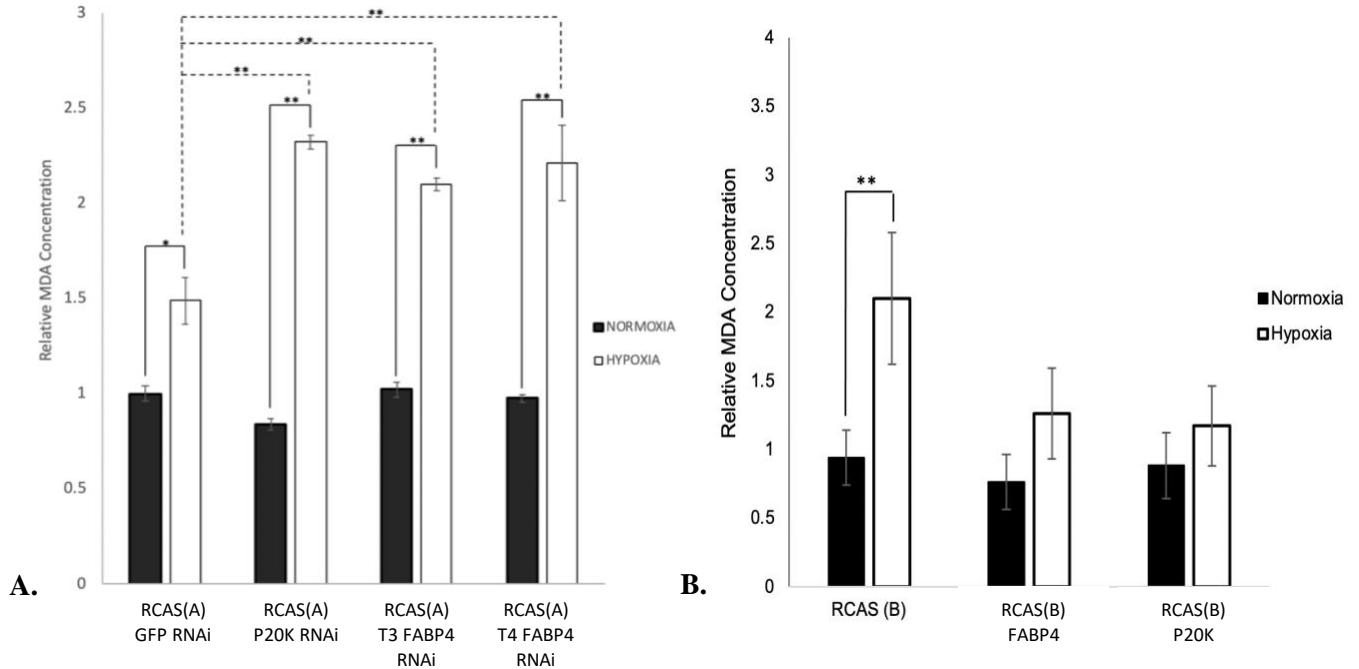 3
2.5
2
1.5
1
0.5
0
Relative MDA Concentration
**
**
**
**
**
**
*
NORMOXIA
HYPOXIA
A.
RCAS(A)
GFP RNAi
RCAS(A)
P20K RNAi
RCAS(A)
T3 FABP4
RNAi
RCAS(A)
T4 FABP4
RNAi
4
3.5
3
2.5
2
1.5
1
0.5
0
Relative MDA Concentration
**
Normoxia
Hypoxia
B.
RCAS (B)
RCAS(B)
FABP4
RCAS(B)
P20K